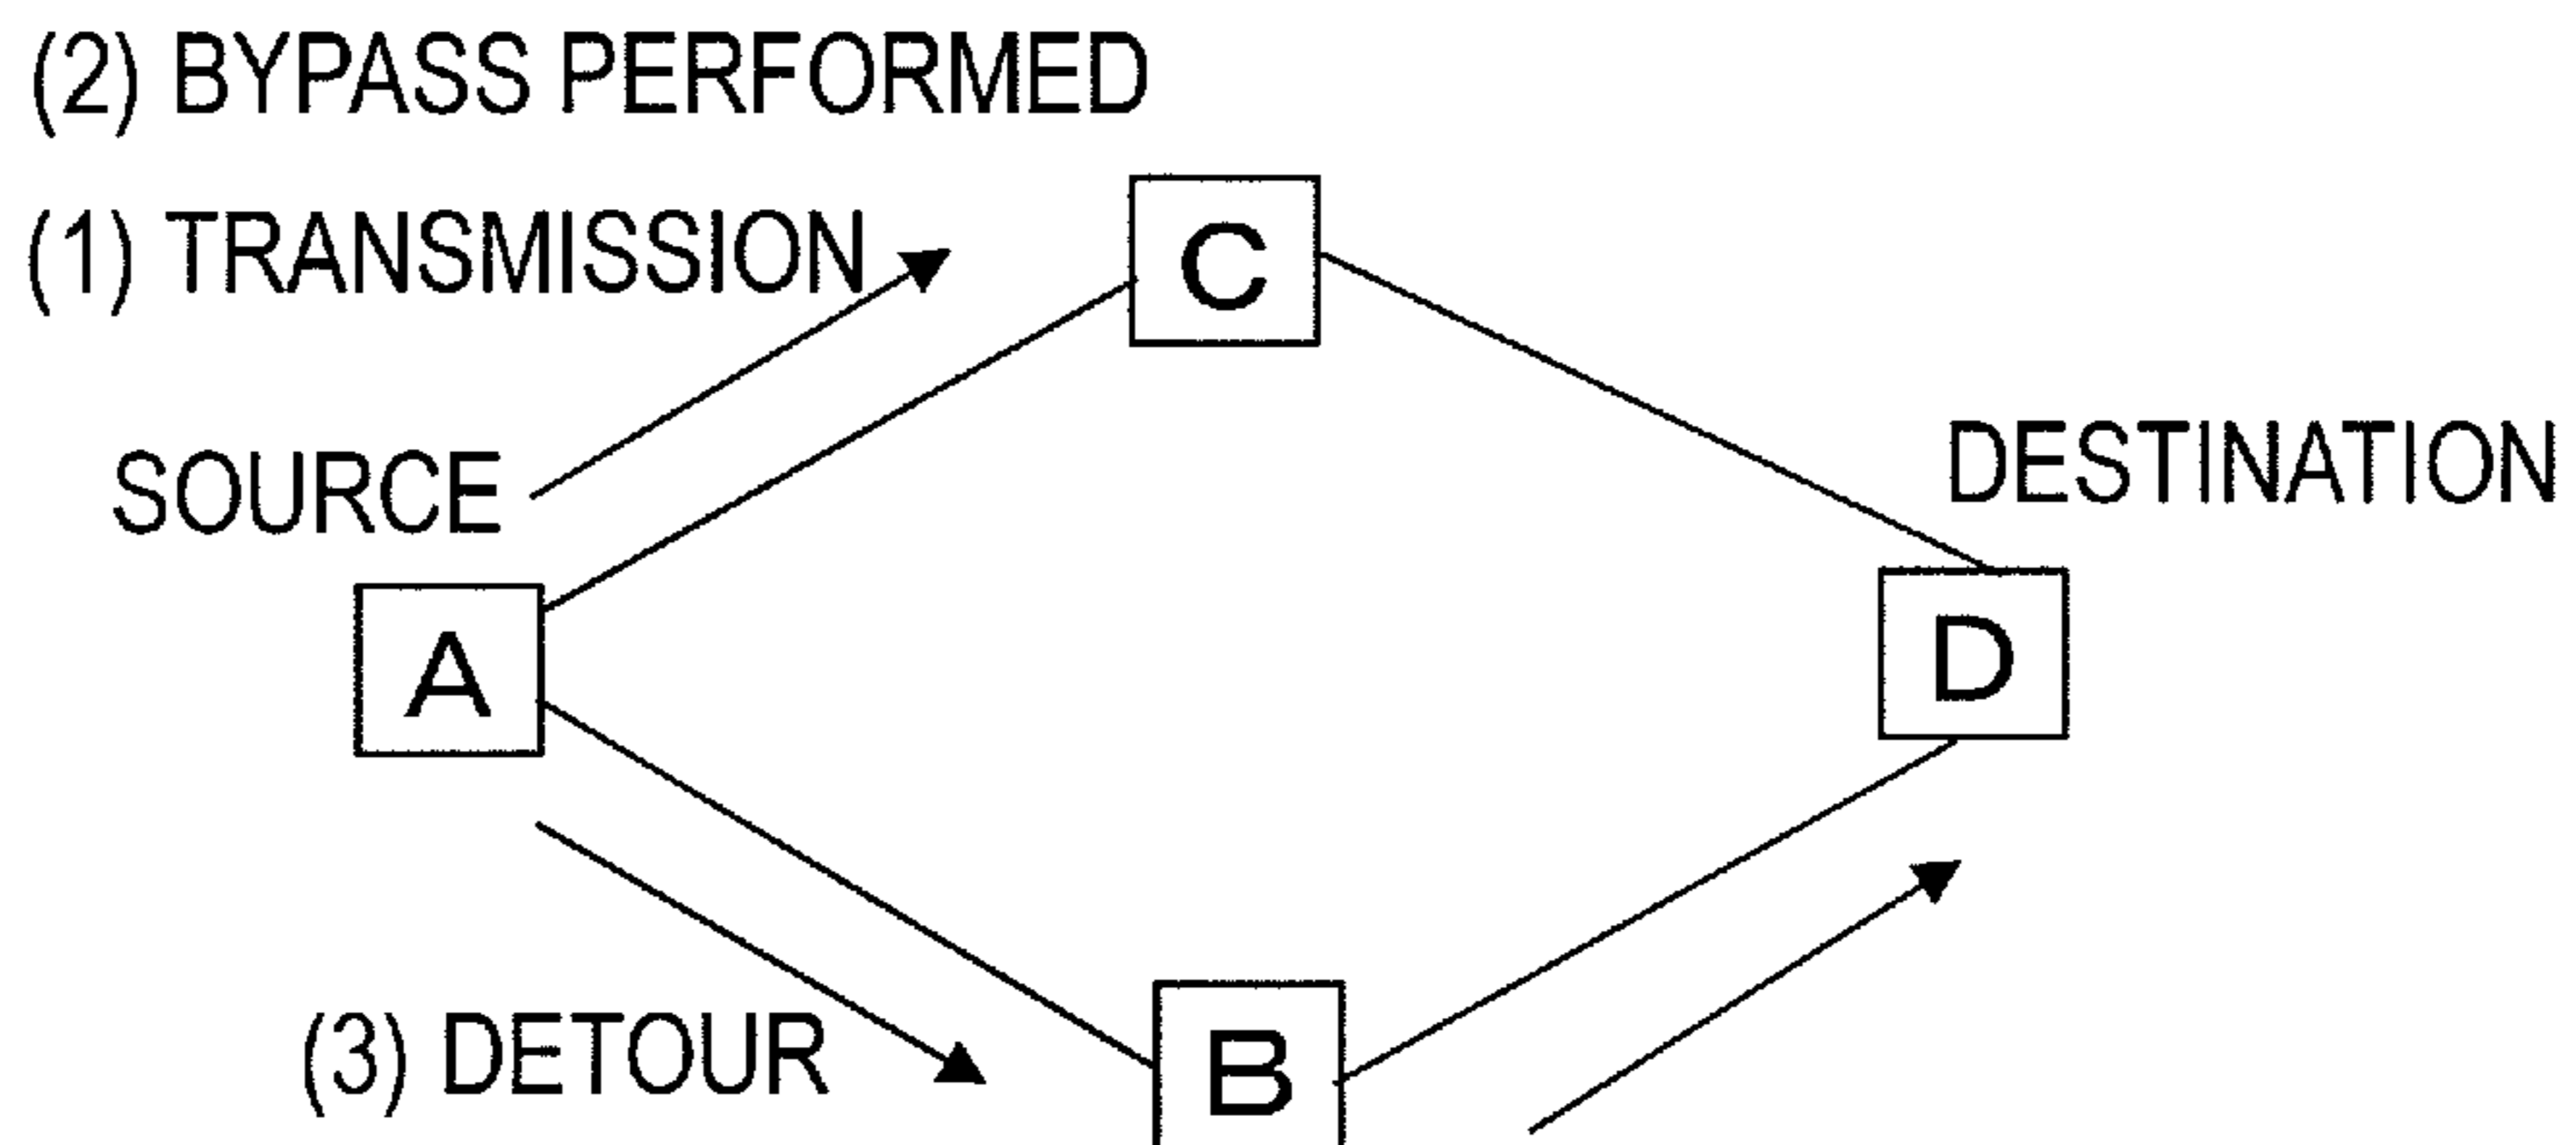 (2) BYPASS PERFORMED
(1) TRANSMISSION
C
SOURCE
DESTINATION
A
D
(3) DETOUR
B